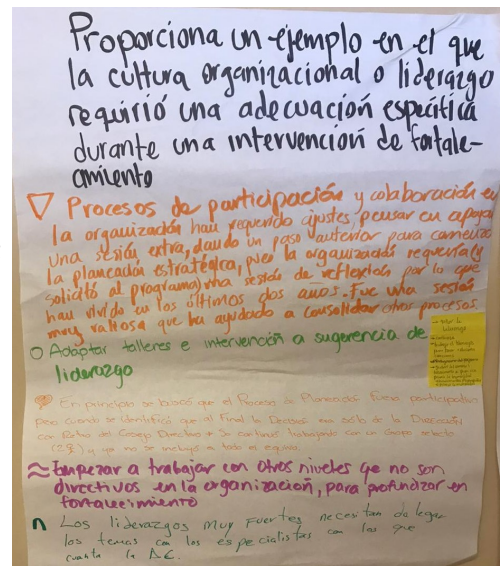 Proporciona un ejemplo en el que
la cultura organizacional o liderazgo
requirió una adecuación específica
durante una intervención de fortale-
cimiento
▽ Procesos de participación y colaboración en
la organización han requerido ajustes, pensar en apoyar
una sesión extra, dando un paso anterior para comenzar
la planeación estratégica, pues la organización requería (y
solicitó al programa) una sesión de reflexión por lo que
han vivido en los últimos dos años. Fue una sesión
muy valiosa que ha ayudado a consolidar otros procesos.
○ Adaptar talleres e intervención a sugerencia de
liderazgo
En principio se buscó que el Proceso de Planeación fuera participativo
pero cuando se identificó que al final la Decisión era sólo de la Dirección
con Extras del Consejo Directivo se continuó trabajando con un Grupo selecto
y ya no se incluyó a todo el equipo.
≈ Empezar a trabajar con otros niveles que no son
directivos en la organización, para profundizar en
fortalecimiento
n Los liderazgos muy fuertes necesitan delegar
los temas con los especialistas con los que
cuenta la AC.